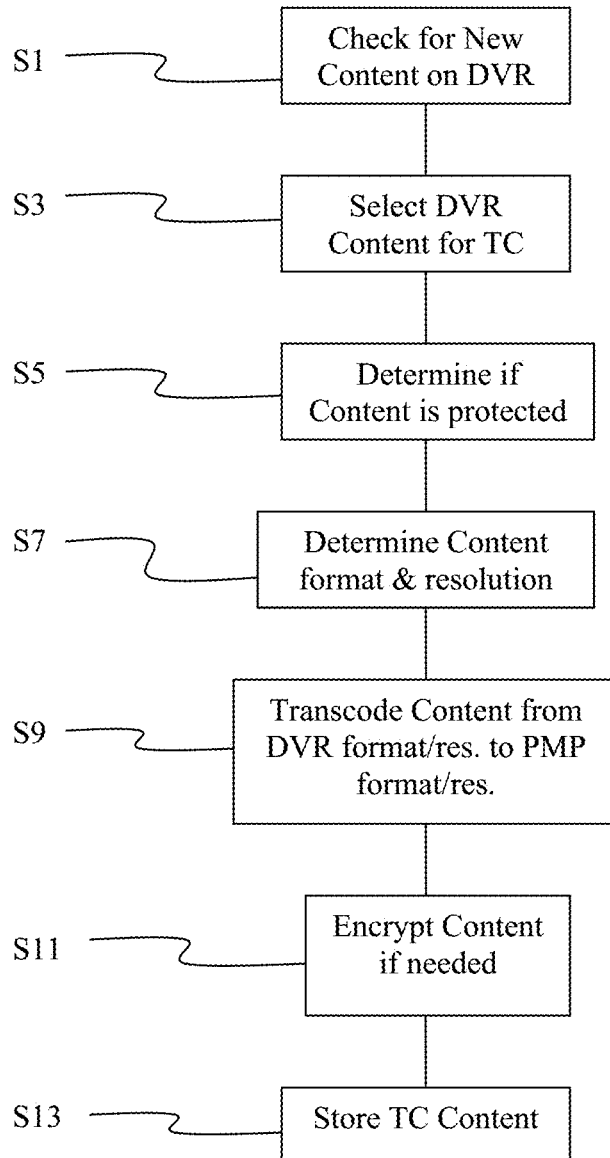 S1
Check for New
Content on DVR
S3
Select DVR
Content for TC
S5
Determine if
Content is protected
S7
Determine Content
format & resolution
S9
Transcode Content from
DVR format/res. to PMP
format/res.
S11
Encrypt Content
if needed
S13
Store TC Content